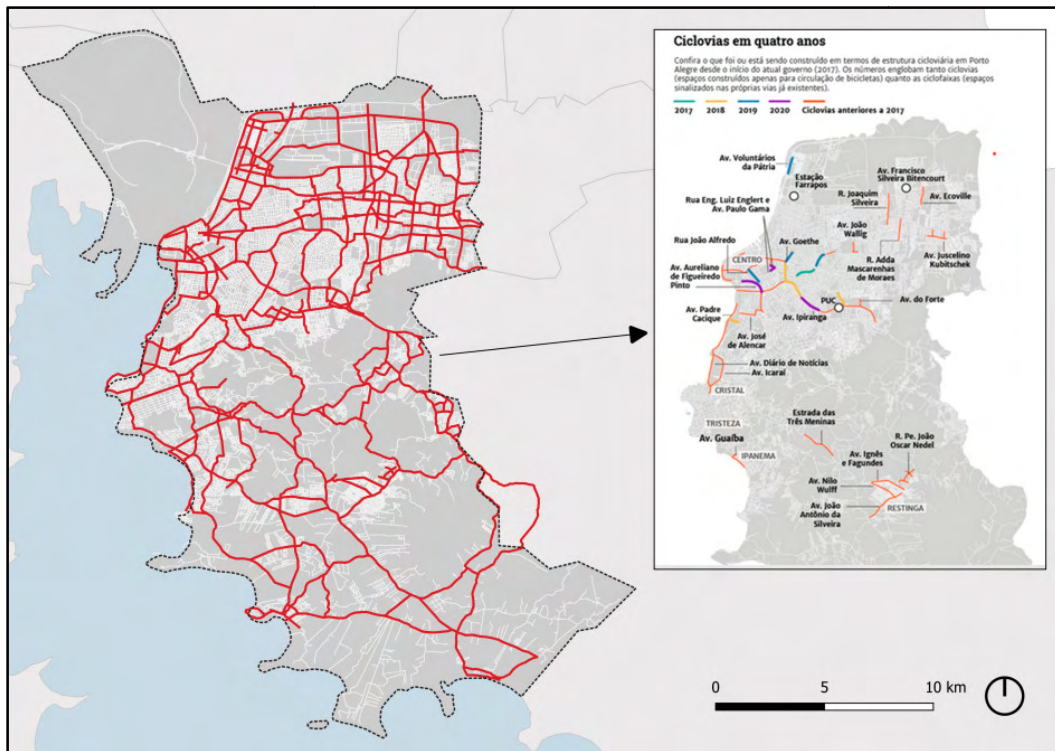 Ciclovias em quatro anos
Confira o que foi ou está sendo construído em termos de estrutura cicloviária em Porto
Alegre desde o início do atual governo (2017). Os números englobam tanto ciclovias
(espaços construídos apenas para circulação de bicicletas) quanto as ciclofaixas (espaços
sinalizados nas próprias vias já existentes).
2017 2018 2019 2020 Ciclovias anteriores a 2017
Av. Voluntários
da Pátria
Estação
Farrapos
Av. Francisco
Silveira Bitencourt
R. Joaquim
Silveira
Av. Ecoville
Rua Eng. Luiz Englert e
Av. Paulo Gama
Av. João
Wallig
Rua João Alfredo
Av. Goethe
CENTRO
R. Adda
Mascarenhas
de Moraes
Av. Juscelino
Kubitschek
Av. Aureliano
de Figueiredo
Pinto
PUC
Av. do Forte
Av. Padre
Cacique
Av. Ipiranga
Av. José
de Alencar
Av. Diário de Notícias
Av. Icaraí
CRISTAL
TRISTEZA
Estrada das
Três Meninas
R. Pe. João
Oscar Nedel
Av. Guaíba
IPANEMA
Av. Ignês
e Fagundes
Av. Nilo
Wulff
Av. João
Antônio da
Silveira
RESTINGA
0 5 10 km